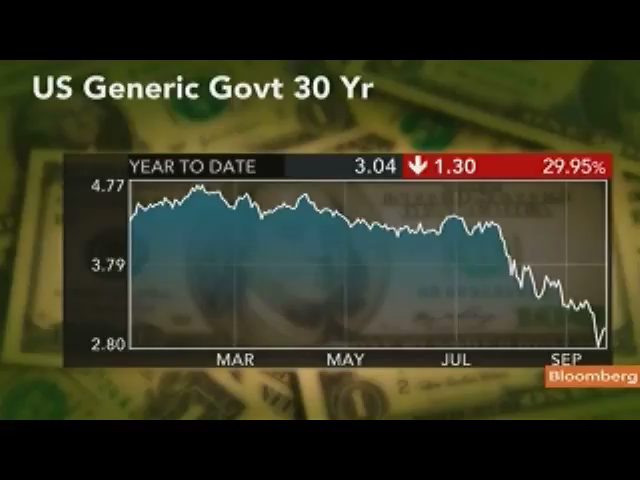 US Generic Govt 30 Yr
YEAR TO DATE 3.04 ↓ 1.30 29.95%
4.77
3.79
2.80
MAR MAY JUL SEP
Bloomberg